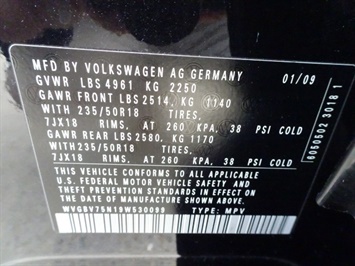 MFD BY VOLKSWAGEN AG GERMANY 01/09
GVWR LBS 4961 KG 2250
GAWR FRONT LBS 2514, KG 1140
WITH 235/50R18 TIRES,
7JX18 RIMS, AT 260 KPA, 38 PSI COLD
GAWR REAR LBS 2580, KG 1170
WITH 235/50R18 TIRES,
7JX18 RIMS, AT 260 KPA, 38 PSI COLD
THIS VEHICLE CONFORMS TO ALL APPLICABLE
FEDERAL MOTOR VEHICLE SAFETY STANDARDS
IN EFFECT ON THE DATE OF
MANUFACTURE SHOWN ABOVE.
WVGBV75N19W530099 TYPE: MPV